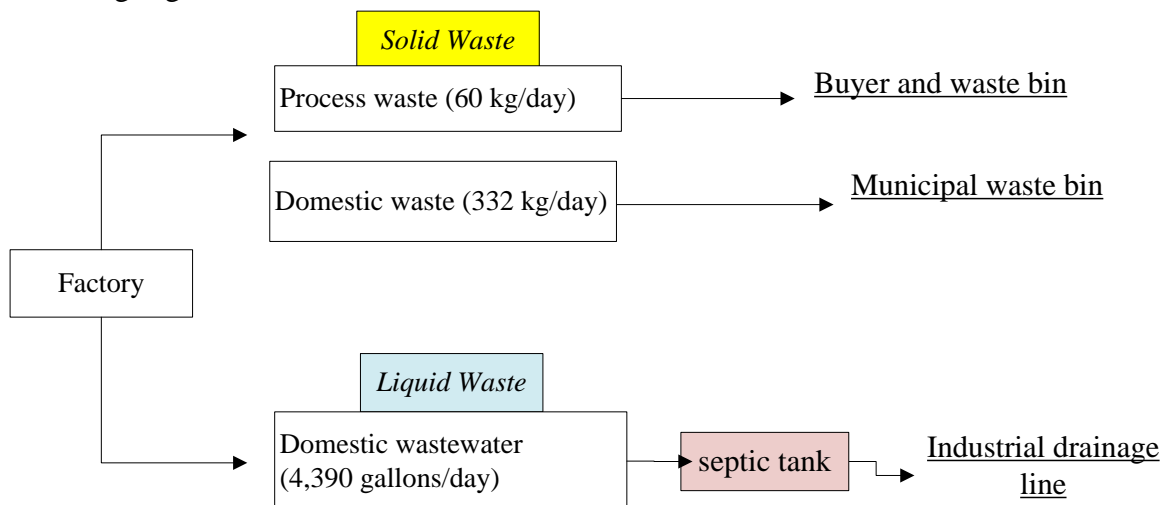 Solid Waste
Process waste (60 kg/day)
Buyer and waste bin
Domestic waste (332 kg/day)
Municipal waste bin
Factory
Liquid Waste
Domestic wastewater
(4,390 gallons/day)
septic tank
Industrial drainage
line